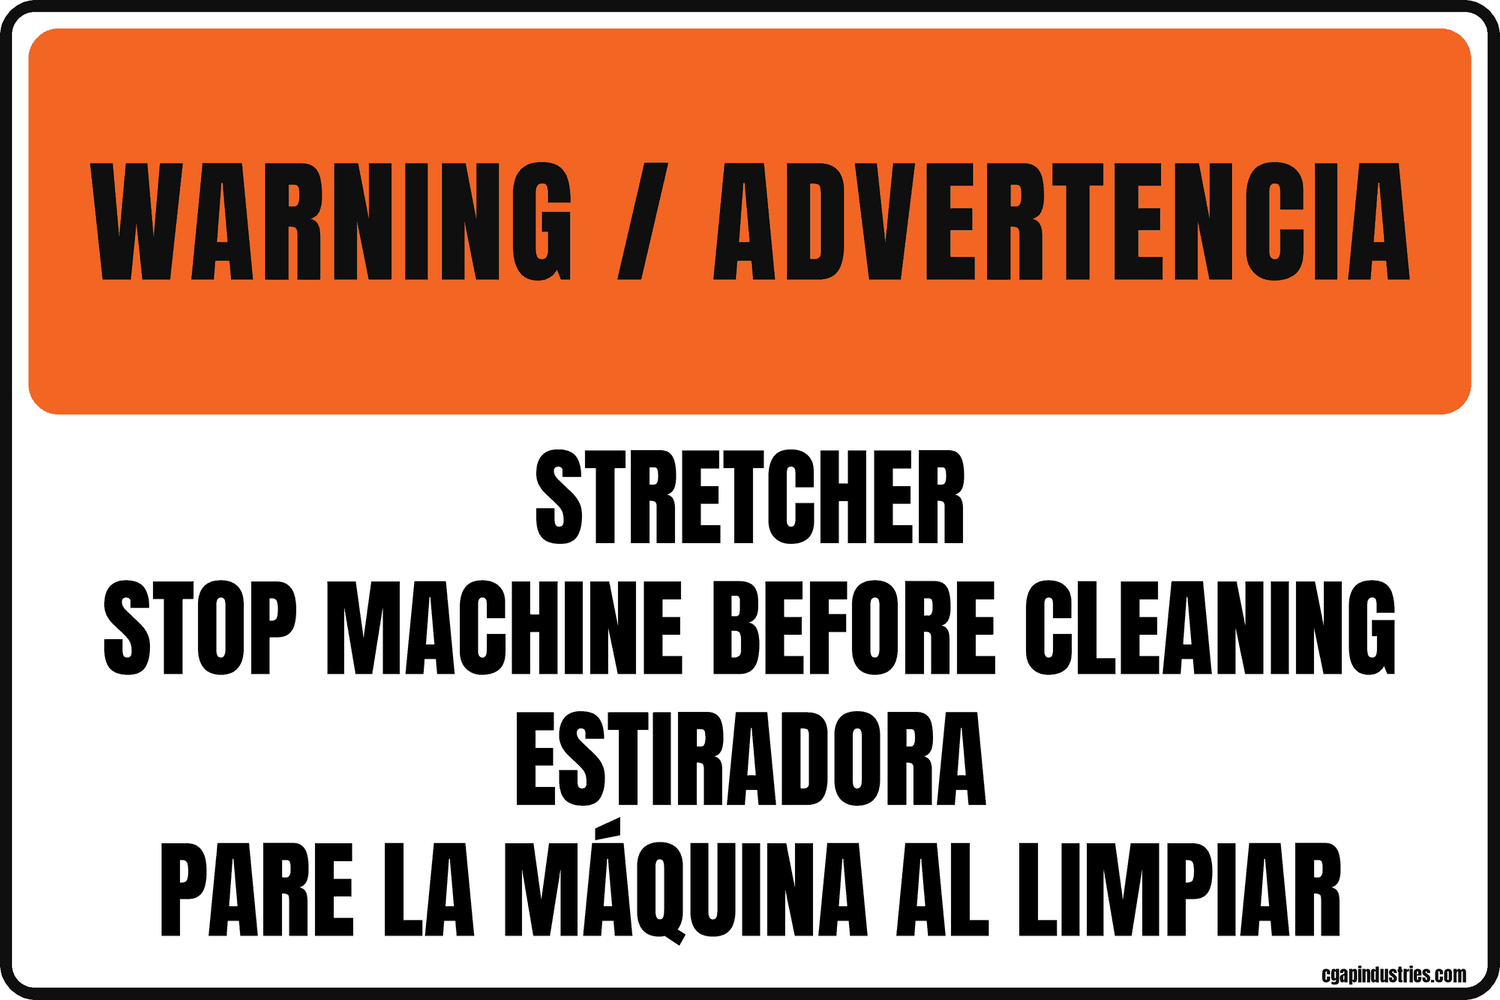 WARNING / ADVERTENCIA
STRETCHER
STOP MACHINE BEFORE CLEANING
ESTIRADORA
PARE LA MÁQUINA AL LIMPIAR
cgapindustries.com